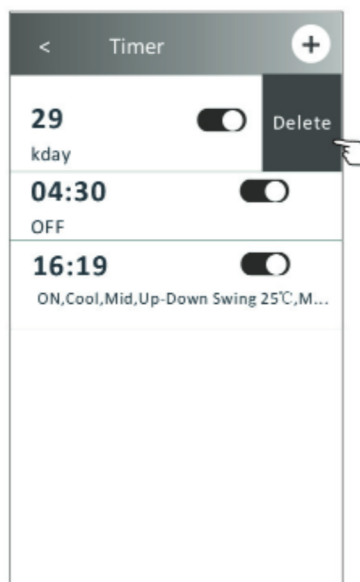 < Timer +
29
kday
Delete
04:30
OFF
16:19
ON,Cool,Mid,Up-Down Swing 25℃,M...